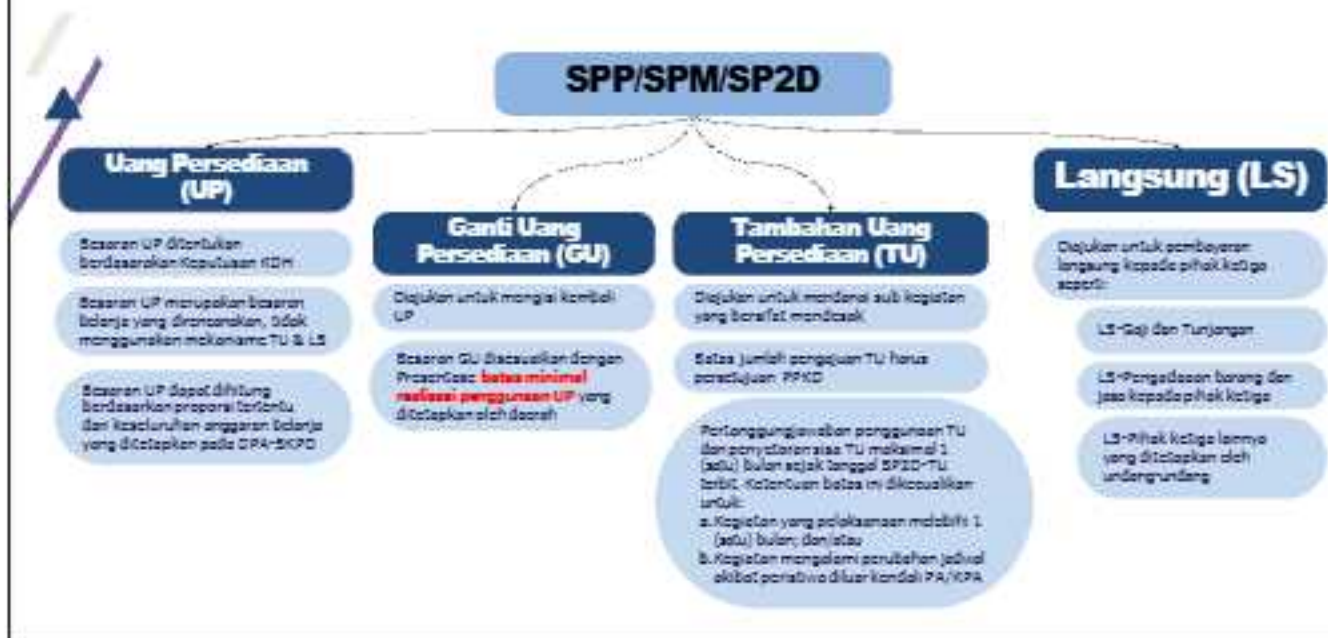 SPP/SPM/SP2D
Uang Persediaan
(UP)
Besaran UP ditentukan
berdasarkan Keputusan KDH
Besaran UP merupakan besaran
belanja yang direncanakan, tidak
menggunakan mekanisme TU & LS
Besaran UP dapat dihitung
berdasarkan proporsi tertentu
dari keseluruhan anggaran belanja
yang ditetapkan pada DPA-SKPD
Ganti Uang
Persediaan (GU)
Diajukan untuk mengisi kembali
UP
Besaran GU disesuaikan dengan
Prosentase batas minimal
realisasi penggunaan UP yang
ditetapkan oleh daerah
Tambahan Uang
Persediaan (TU)
Diajukan untuk mendanai sub kegiatan
yang bersifat mendesak
Batas jumlah pengajuan TU harus
persetujuan PPKD
Pertanggungjawaban penggunaan TU
dan penyetoran sisa TU maksimal 1
(satu) bulan sejak tanggal SP2D-TU
terbit. Ketentuan batas ini dikecualikan
untuk:
a. Kegiatan yang pelaksanaan melebihi 1
(satu) bulan; dan/atau
b. Kegiatan mengalami perubahan jadwal
akibat peristiwa diluar kendali PA/KPA
Langsung (LS)
Diajukan untuk pembayaran
langsung kepada pihak ketiga
seperti:
LS-Gaji dan Tunjangan
LS-Pengadaan barang dan
jasa kepada pihak ketiga
LS-Pihak ketiga lainnya
yang ditetapkan oleh
undang-undang